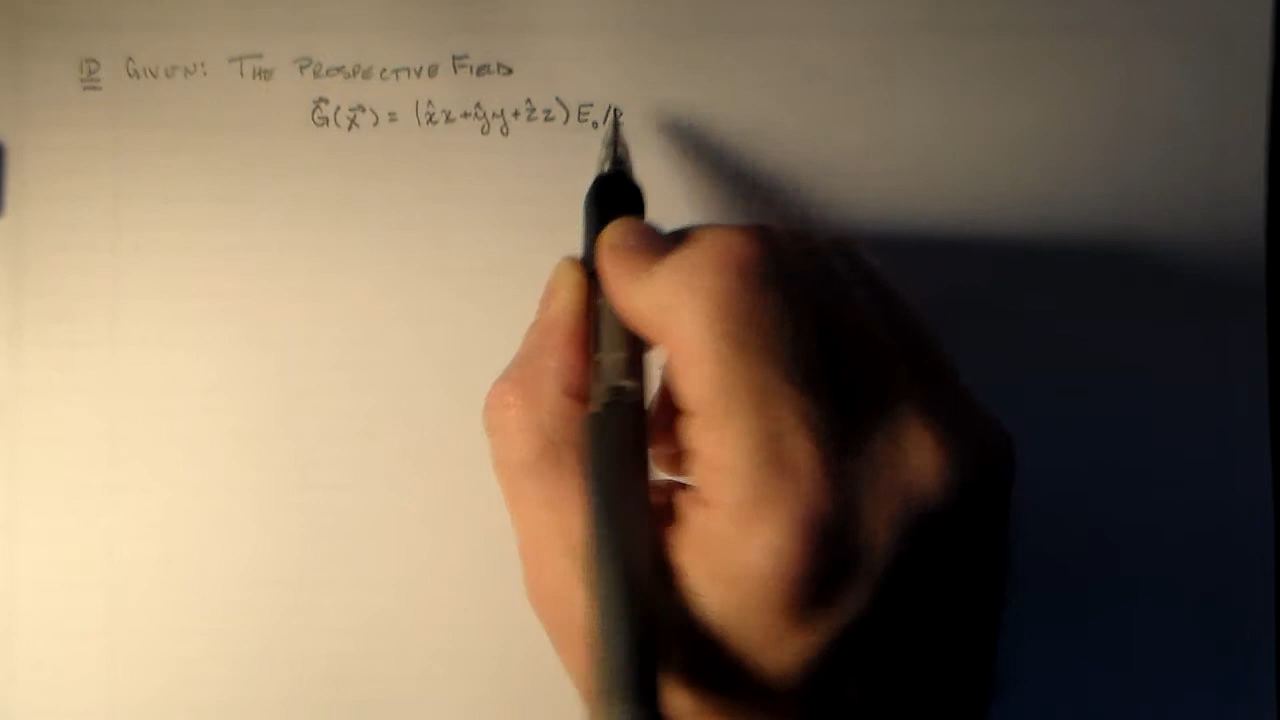 1D GIVEN: THE PROSPECTIVE FIELD
G⃗(x⃗) = (x̂x+ŷy+ẑz)E₀/